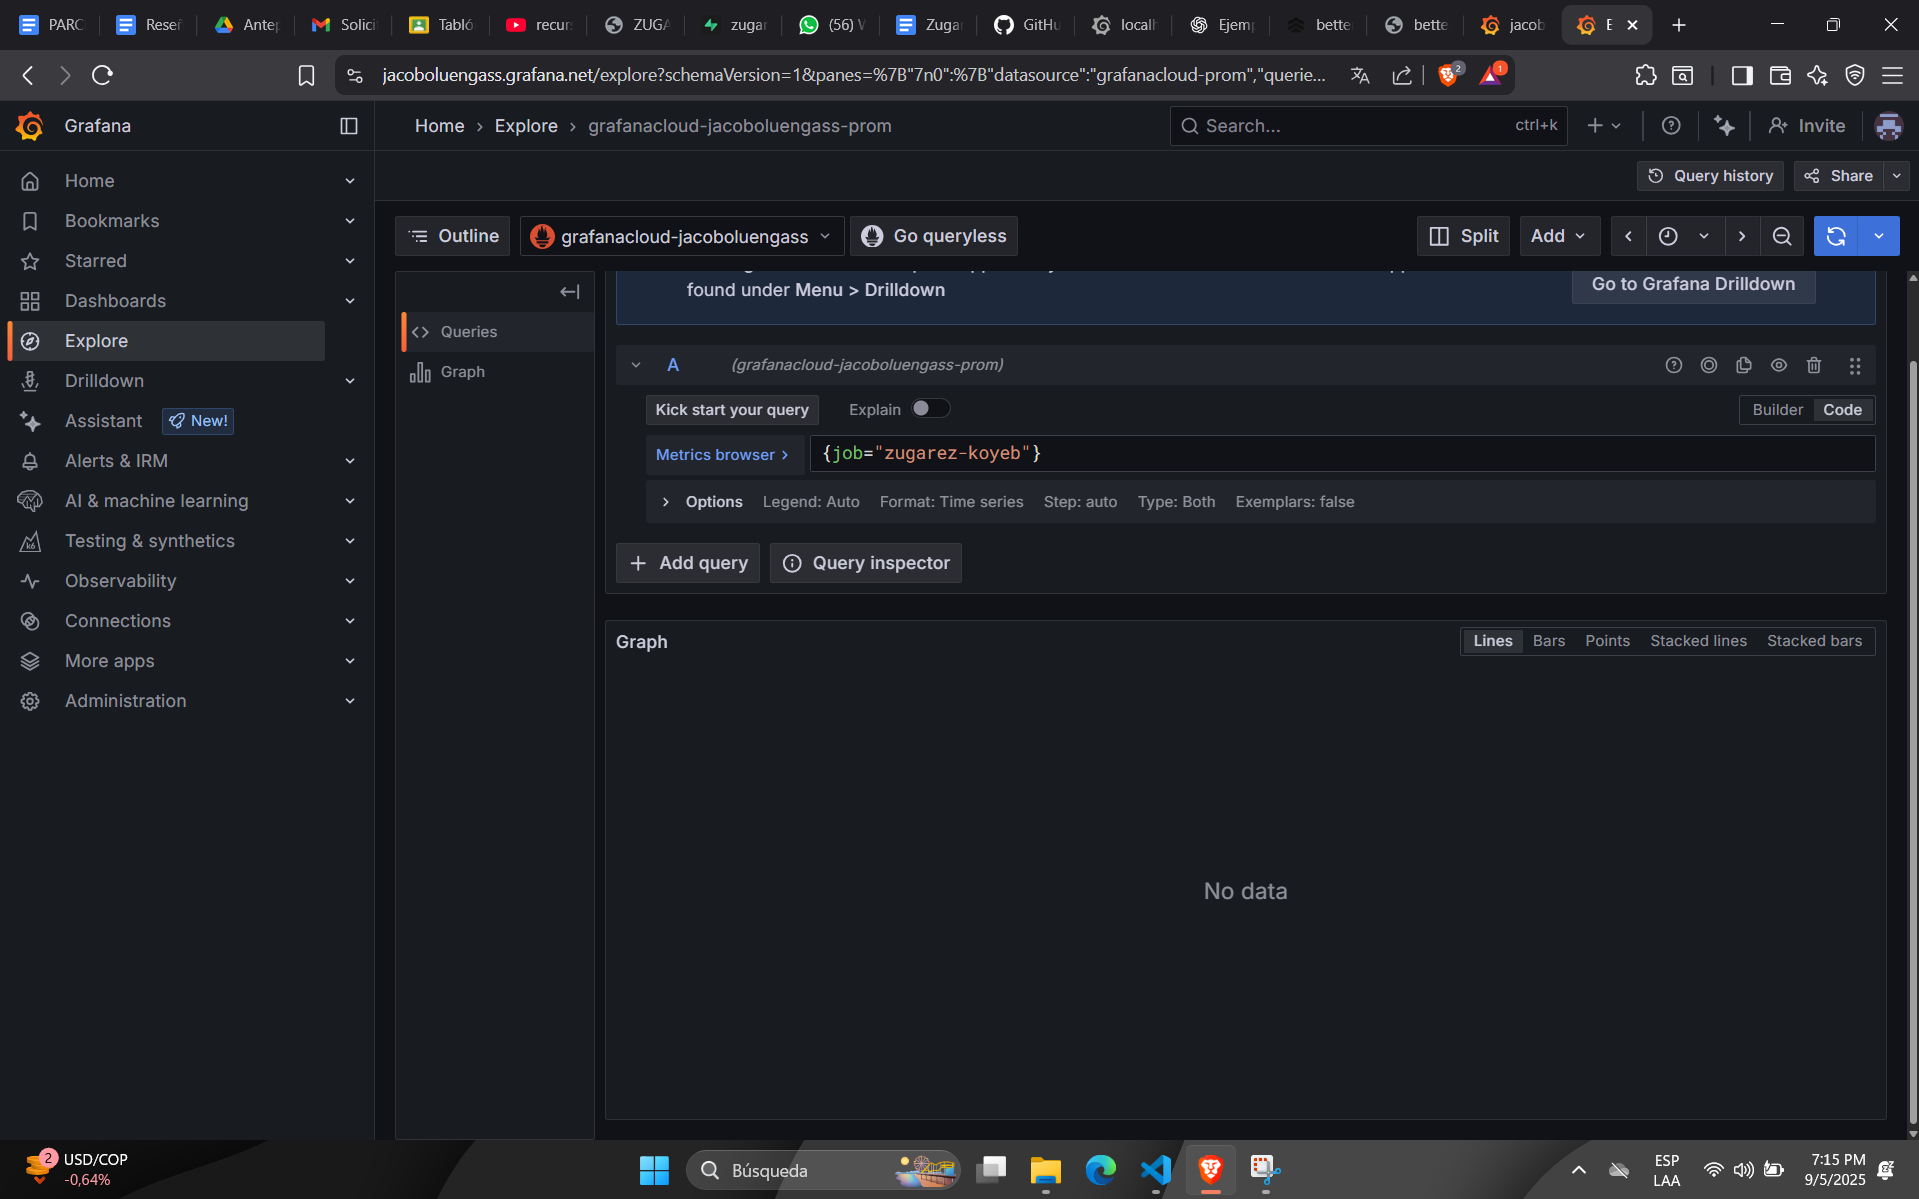 PARC
Rese
Ante
Solici
Tabló
recur
ZUGA
zugar
(56) W
Zuga
GitHu
localh
Ejem
bette
bette
jacob
E
jacoboluengass.grafana.net/explore?schemaVersion=1&panes=%7B"7n0":%7B"datasource":"grafanacloud-prom","querie...
2
1
Grafana
Home › Explore › grafanacloud-jacoboluengass-prom
Search...
ctrl+k
Invite
Query history
Share
Home
Bookmarks
Starred
Dashboards
Explore
Drilldown
Assistant
New!
Alerts & IRM
AI & machine learning
Testing & synthetics
Observability
Connections
More apps
Administration
Outline
grafanacloud-jacoboluengass
Go queryless
Split
Add
Queries
Graph
found under Menu > Drilldown
Go to Grafana Drilldown
A
(grafanacloud-jacoboluengass-prom)
Kick start your query
Explain
Builder
Code
Metrics browser >
{job="zugarez-koyeb"}
Options Legend: Auto Format: Time series Step: auto Type: Both Exemplars: false
+ Add query
Query inspector
Graph
Lines
Bars
Points
Stacked lines
Stacked bars
No data
2
USD/COP
-0,64%
Búsqueda
ESP
LAA
7:15 PM
9/5/2025